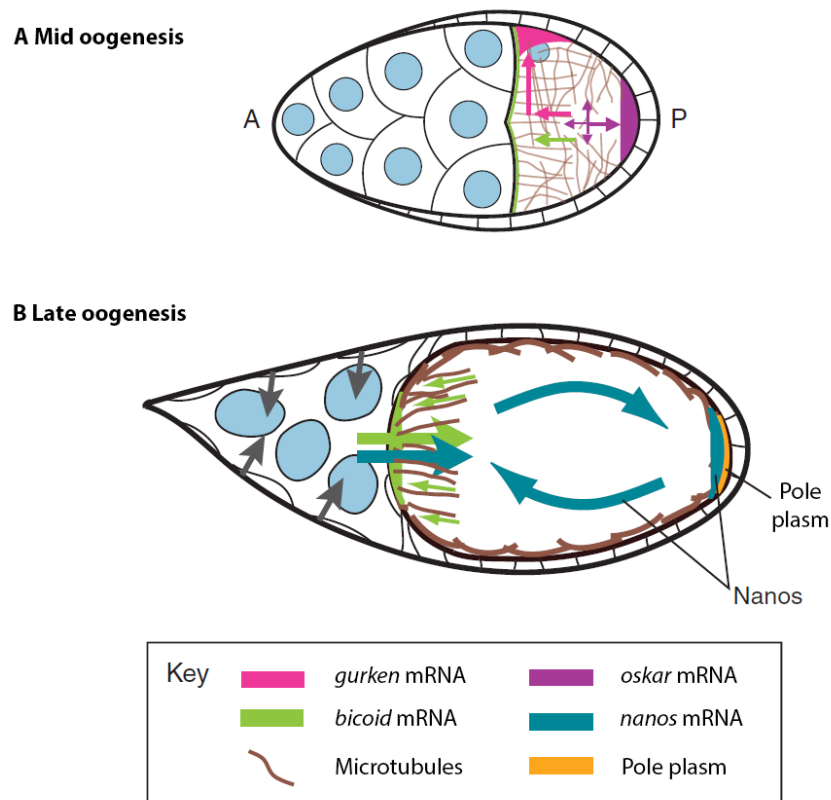 A Mid oogenesis
A
P
B Late oogenesis
Pole
plasm
Nanos
Key
gurken mRNA
oskar mRNA
bicoid mRNA
nanos mRNA
Microtubules
Pole plasm